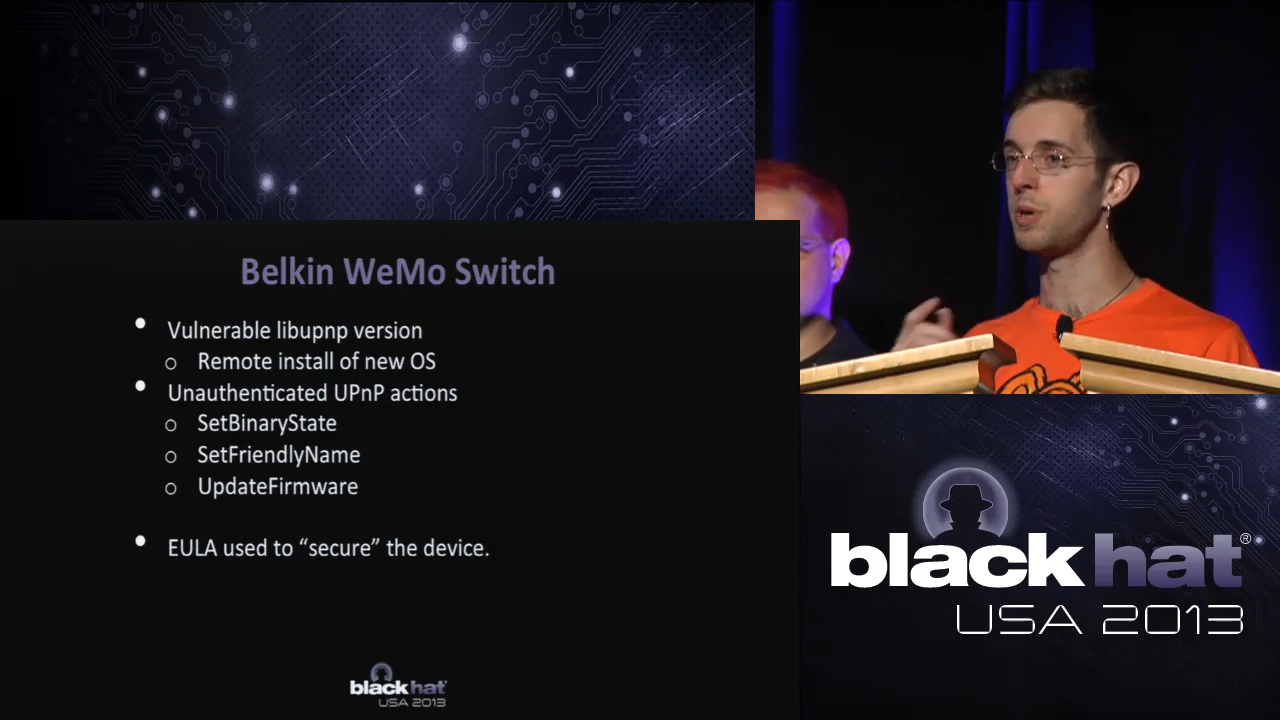 Belkin WeMo Switch
Vulnerable libupnp version
Remote install of new OS
Unauthenticated UPnP actions
SetBinaryState
SetFriendlyName
UpdateFirmware
EULA used to “secure” the device.
black hat
USA 2013
black hat®
USA 2013